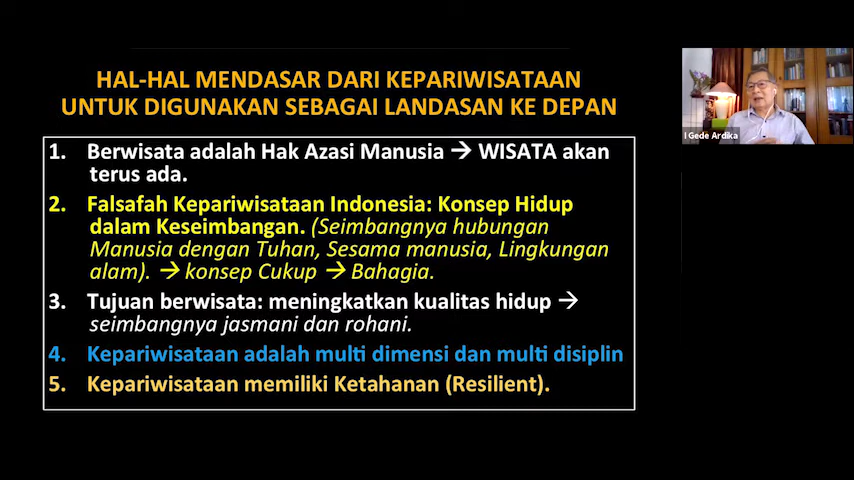 HAL-HAL MENDASAR DARI KEPARIWISATAAN
UNTUK DIGUNAKAN SEBAGAI LANDASAN KE DEPAN
1. Berwisata adalah Hak Azasi Manusia → WISATA akan
terus ada.
2. Falsafah Kepariwisataan Indonesia: Konsep Hidup
dalam Keseimbangan. (Seimbangnya hubungan
Manusia dengan Tuhan, Sesama manusia, Lingkungan
alam). → konsep Cukup → Bahagia.
3. Tujuan berwisata: meningkatkan kualitas hidup →
seimbangnya jasmani dan rohani.
4. Kepariwisataan adalah multi dimensi dan multi disiplin
5. Kepariwisataan memiliki Ketahanan (Resilient).
I Gede Ardika